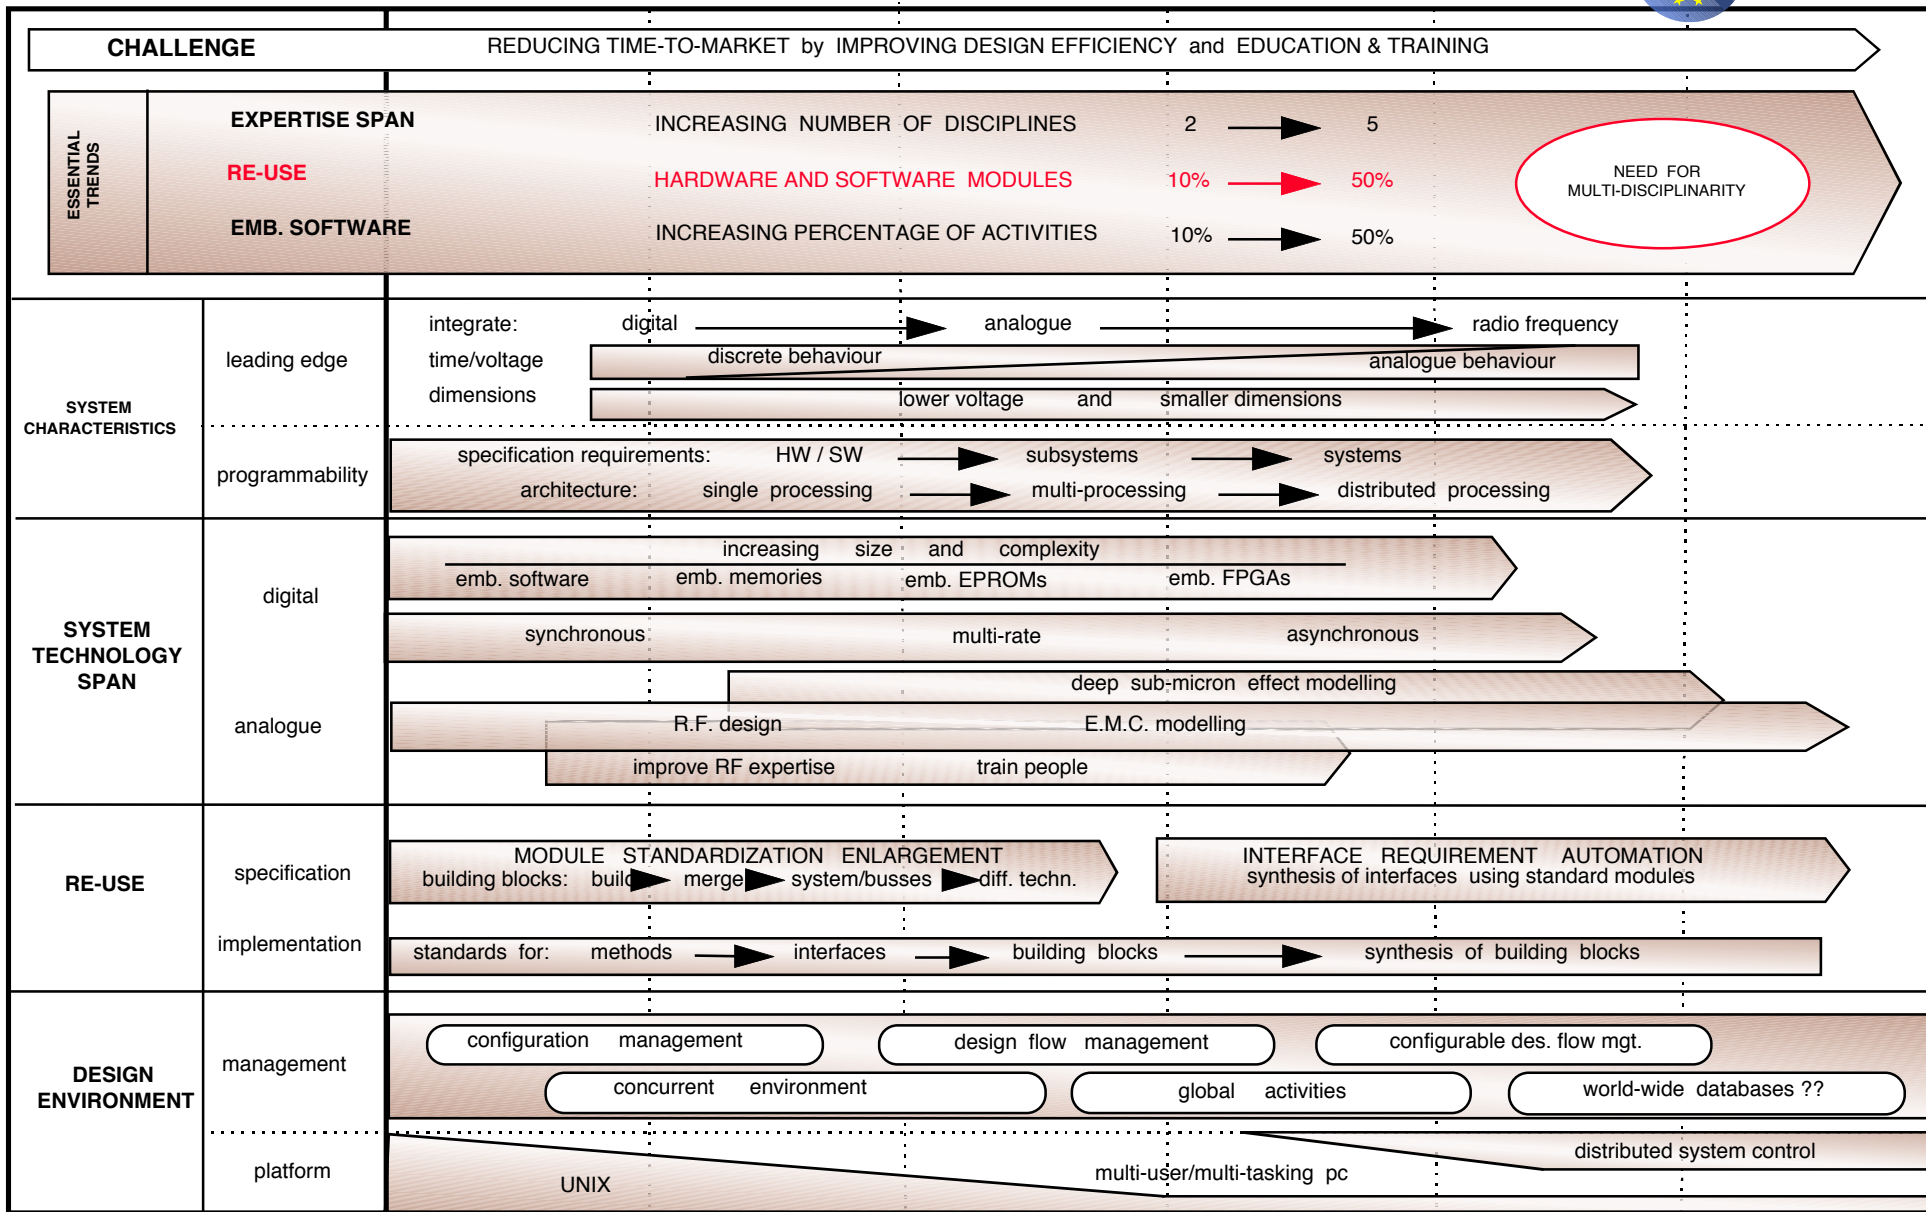 CHALLENGE REDUCING TIME-TO-MARKET by IMPROVING DESIGN EFFICIENCY and EDUCATION & TRAINING
ESSENTIAL
TRENDS
EXPERTISE SPAN INCREASING NUMBER OF DISCIPLINES 2 5
RE-USE HARDWARE AND SOFTWARE MODULES 10% 50%
EMB. SOFTWARE INCREASING PERCENTAGE OF ACTIVITIES 10% 50%
NEED FOR
MULTI-DISCIPLINARITY
SYSTEM
CHARACTERISTICS
leading edge
integrate: digital analogue radio frequency
time/voltage discrete behaviour analogue behaviour
dimensions lower voltage and smaller dimensions
programmability
specification requirements: HW / SW subsystems systems
architecture: single processing multi-processing distributed processing
SYSTEM
TECHNOLOGY
SPAN
digital
increasing size and complexity
emb. software emb. memories emb. EPROMs emb. FPGAs
synchronous multi-rate asynchronous
analogue
deep sub-micron effect modelling
R.F. design E.M.C. modelling
improve RF expertise train people
RE-USE
specification
MODULE STANDARDIZATION ENLARGEMENT
building blocks: build merge system/busses diff. techn.
INTERFACE REQUIREMENT AUTOMATION
synthesis of interfaces using standard modules
implementation
standards for: methods interfaces building blocks synthesis of building blocks
DESIGN
ENVIRONMENT
management
configuration management design flow management configurable des. flow mgt.
concurrent environment global activities world-wide databases ??
platform
distributed system control
multi-user/multi-tasking pc
UNIX